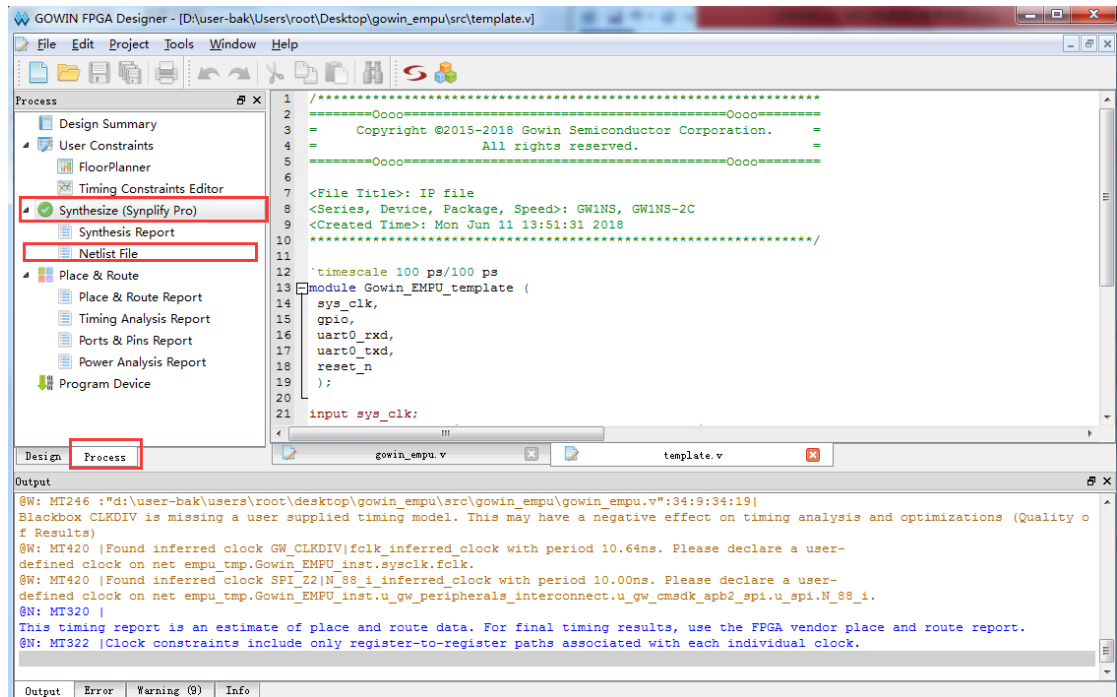 GOWIN FPGA Designer - [D:\user-bak\Users\root\Desktop\gowin_empu\src\template.v]
File Edit Project Tools Window Help
Process
Design Summary
User Constraints
FloorPlanner
Timing Constraints Editor
Synthesize (Synplify Pro)
Synthesis Report
Netlist File
Place & Route
Place & Route Report
Timing Analysis Report
Ports & Pins Report
Power Analysis Report
Program Device
Design Process
1 /******************************************************************
2 ========Oooo==========================================Oooo========
3 =     Copyright ©2015-2018 Gowin Semiconductor Corporation.     =
4 =                     All rights reserved.                      =
5 ========Oooo==========================================Oooo========
6
7 <File Title>: IP file
8 <Series, Device, Package, Speed>: GW1NS, GW1NS-2C
9 <Created Time>: Mon Jun 11 13:51:31 2018
10 ******************************************************************/
11
12 `timescale 100 ps/100 ps
13 module Gowin_EMPU_template (
14 sys_clk,
15 gpio,
16 uart0_rxd,
17 uart0_txd,
18 reset_n
19 );
20
21 input sys_clk;
gowin_empu.v template.v
Output
@W: MT246 :"d:\user-bak\users\root\desktop\gowin_empu\src\gowin_empu\gowin_empu.v":34:9:34:19|
Blackbox CLKDIV is missing a user supplied timing model. This may have a negative effect on timing analysis and optimizations (Quality o
f Results)
@W: MT420 |Found inferred clock GW_CLKDIV|fclk_inferred_clock with period 10.64ns. Please declare a user-
defined clock on net empu_tmp.Gowin_EMPU_inst.sysclk.fclk.
@W: MT420 |Found inferred clock SPI_Z2|N_88_i_inferred_clock with period 10.00ns. Please declare a user-
defined clock on net empu_tmp.Gowin_EMPU_inst.u_gw_peripherals_interconnect.u_gw_cmsdk_apb2_spi.u_spi.N_88_i.
@N: MT320 |
This timing report is an estimate of place and route data. For final timing results, use the FPGA vendor place and route report.
@N: MT322 |Clock constraints include only register-to-register paths associated with each individual clock.
Output Error Warning (9) Info